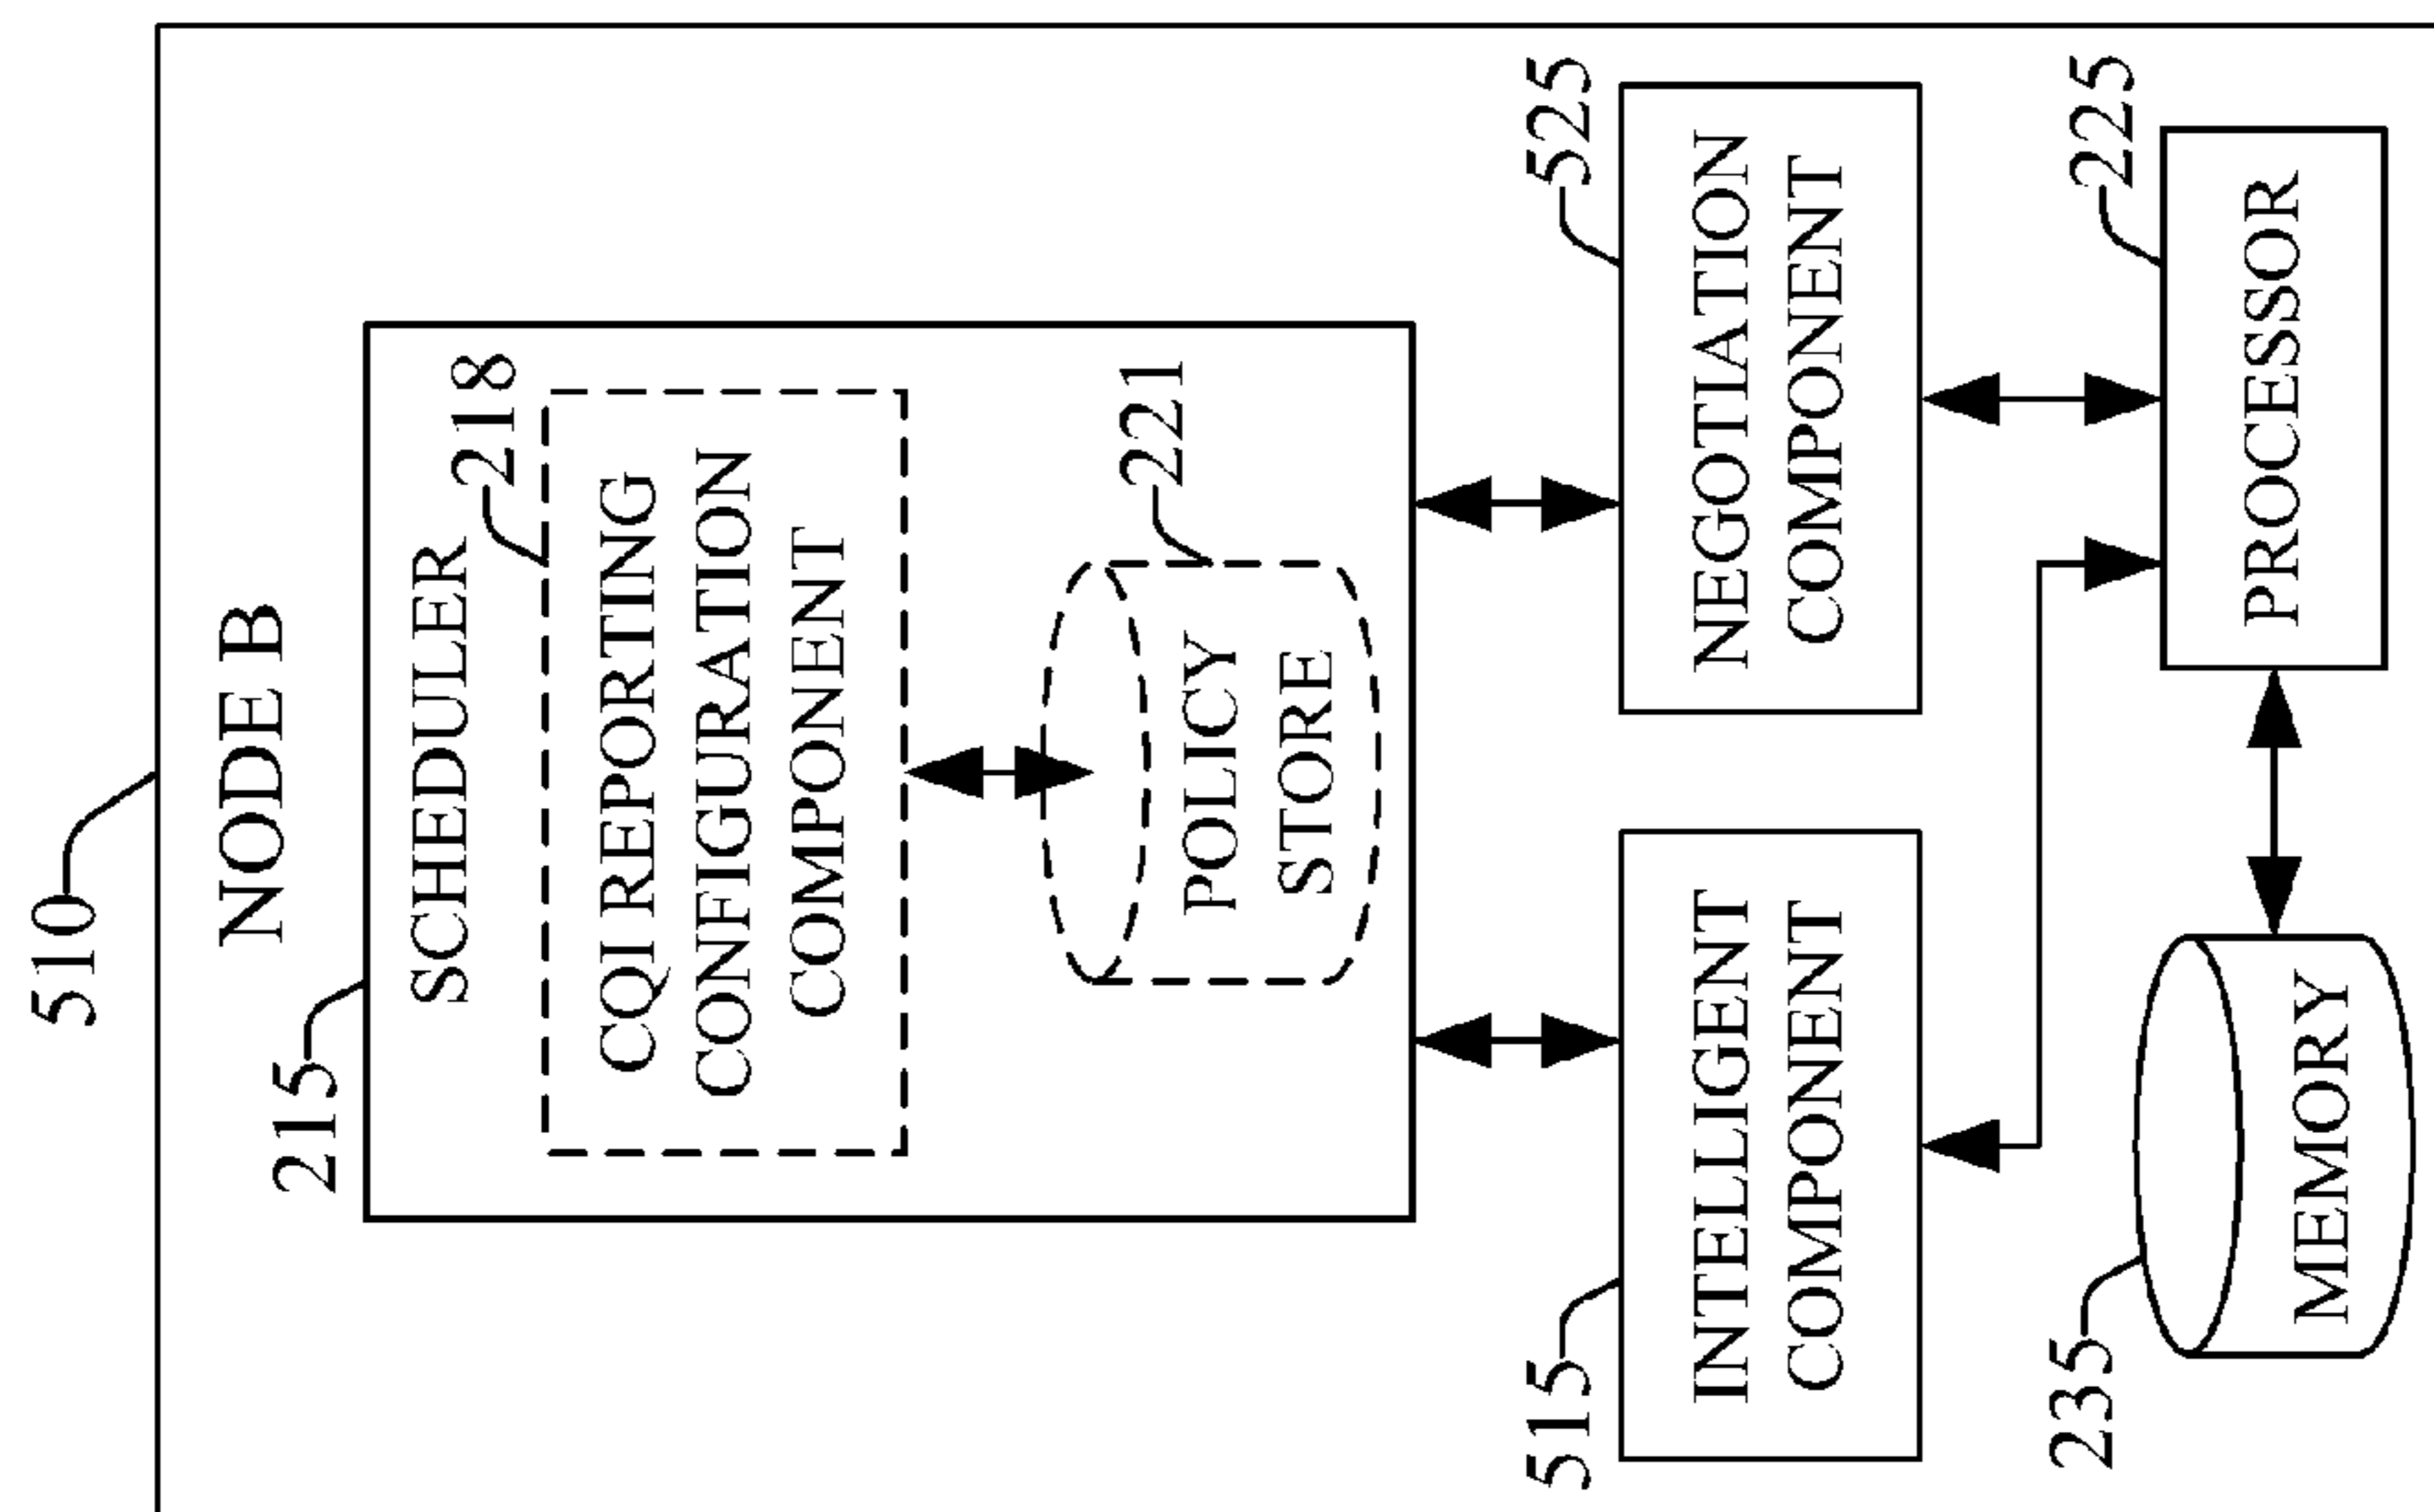 510
NODE B
215
SCHEDULER
218
CQI REPORTING
CONFIGURATION
COMPONENT
221
POLICY
STORE
515
INTELLIGENT
COMPONENT
525
NEGOTIATION
COMPONENT
235
MEMORY
225
PROCESSOR